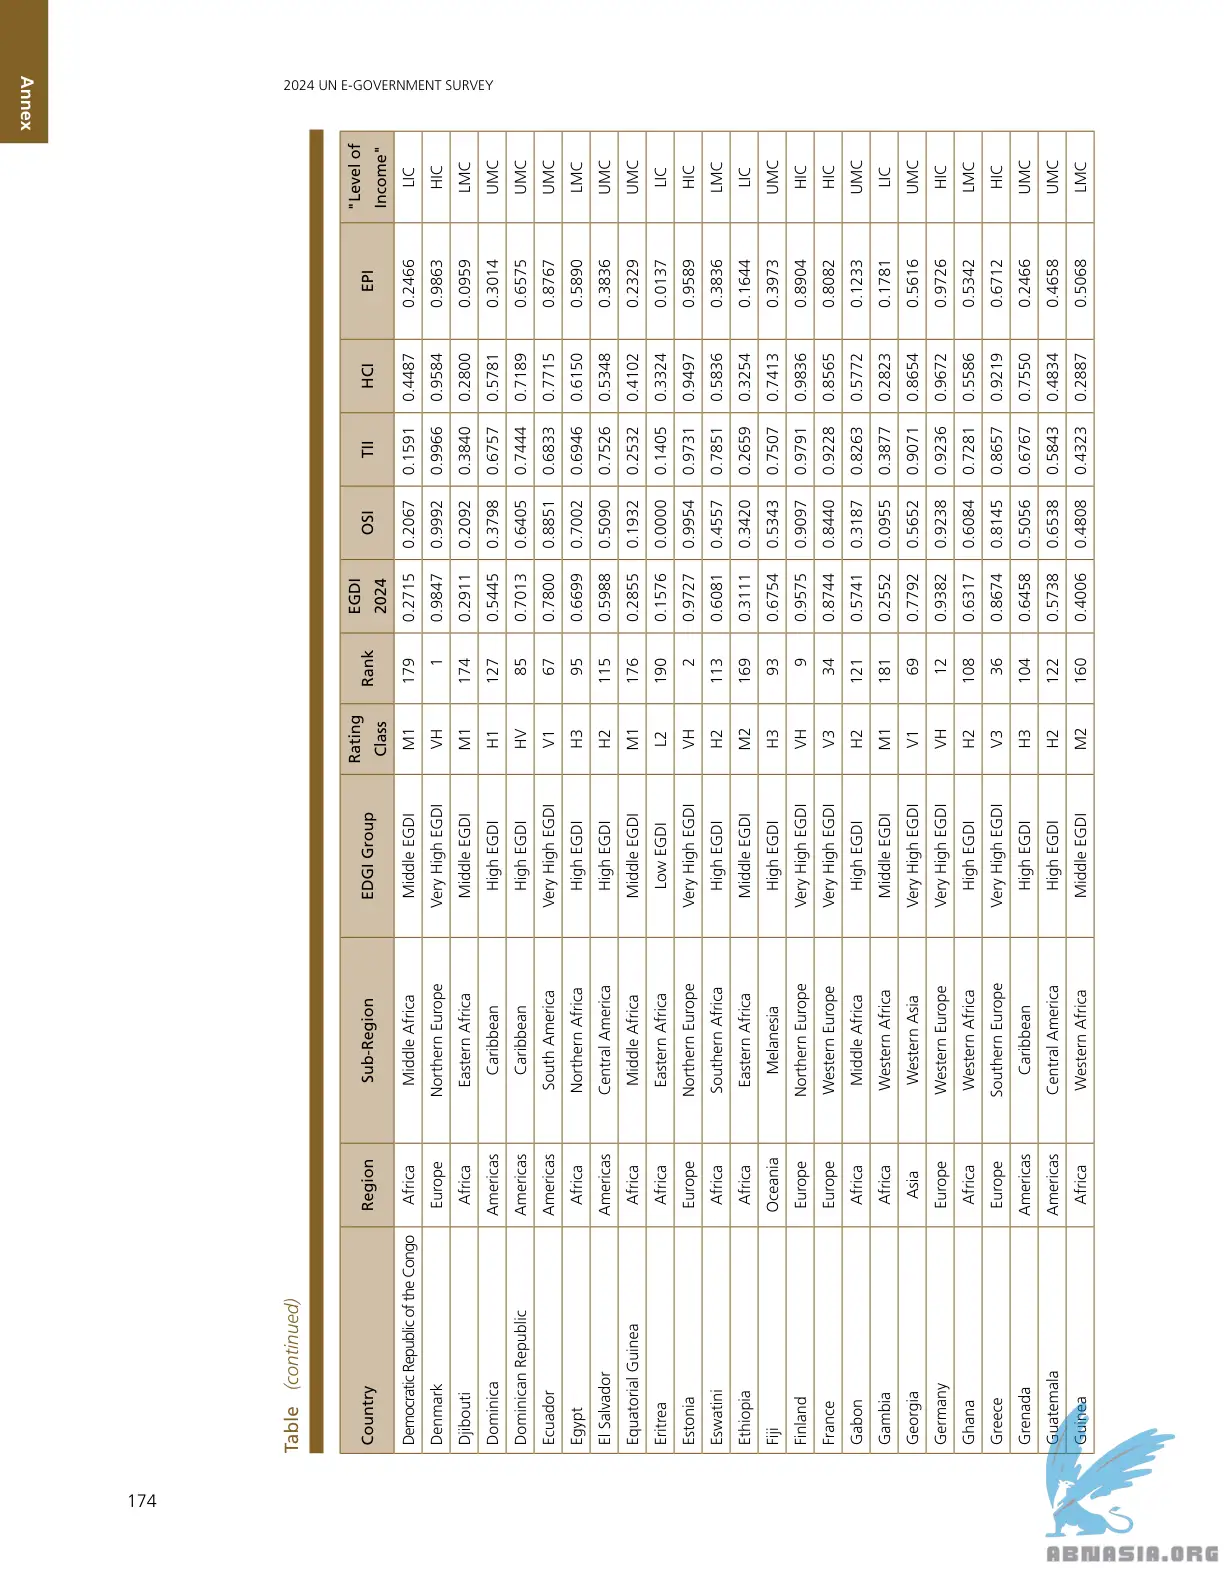 Annex
2024 UN E-GOVERNMENT SURVEY
Table (continued)
Country Region Sub-Region EDGI Group Rating Class Rank EGDI 2024 OSI TII HCI EPI "Level of Income"
Democratic Republic of the Congo Africa Middle Africa Middle EGDI M1 179 0.2715 0.2067 0.1591 0.4487 0.2466 LIC
Denmark Europe Northern Europe Very High EGDI VH 1 0.9847 0.9992 0.9966 0.9584 0.9863 HIC
Djibouti Africa Eastern Africa Middle EGDI M1 174 0.2911 0.2092 0.3840 0.2800 0.0959 LMC
Dominica Americas Caribbean High EGDI H1 127 0.5445 0.3798 0.6757 0.5781 0.3014 UMC
Dominican Republic Americas Caribbean High EGDI HV 85 0.7013 0.6405 0.7444 0.7189 0.6575 UMC
Ecuador Americas South America Very High EGDI V1 67 0.7800 0.8851 0.6833 0.7715 0.8767 UMC
Egypt Africa Northern Africa High EGDI H3 95 0.6699 0.7002 0.6946 0.6150 0.5890 LMC
El Salvador Americas Central America High EGDI H2 115 0.5988 0.5090 0.7526 0.5348 0.3836 UMC
Equatorial Guinea Africa Middle Africa Middle EGDI M1 176 0.2855 0.1932 0.2532 0.4102 0.2329 UMC
Eritrea Africa Eastern Africa Low EGDI L2 190 0.1576 0.0000 0.1405 0.3324 0.0137 LIC
Estonia Europe Northern Europe Very High EGDI VH 2 0.9727 0.9954 0.9731 0.9497 0.9589 HIC
Eswatini Africa Southern Africa High EGDI H2 113 0.6081 0.4557 0.7851 0.5836 0.3836 LMC
Ethiopia Africa Eastern Africa Middle EGDI M2 169 0.3111 0.3420 0.2659 0.3254 0.1644 LIC
Fiji Oceania Melanesia High EGDI H3 93 0.6754 0.5343 0.7507 0.7413 0.3973 UMC
Finland Europe Northern Europe Very High EGDI VH 9 0.9575 0.9097 0.9791 0.9836 0.8904 HIC
France Europe Western Europe Very High EGDI V3 34 0.8744 0.8440 0.9228 0.8565 0.8082 HIC
Gabon Africa Middle Africa High EGDI H2 121 0.5741 0.3187 0.8263 0.5772 0.1233 UMC
Gambia Africa Western Africa Middle EGDI M1 181 0.2552 0.0955 0.3877 0.2823 0.1781 LIC
Georgia Asia Western Asia Very High EGDI V1 69 0.7792 0.5652 0.9071 0.8654 0.5616 UMC
Germany Europe Western Europe Very High EGDI VH 12 0.9382 0.9238 0.9236 0.9672 0.9726 HIC
Ghana Africa Western Africa High EGDI H2 108 0.6317 0.6084 0.7281 0.5586 0.5342 LMC
Greece Europe Southern Europe Very High EGDI V3 36 0.8674 0.8145 0.8657 0.9219 0.6712 HIC
Grenada Americas Caribbean High EGDI H3 104 0.6458 0.5056 0.6767 0.7550 0.2466 UMC
Guatemala Americas Central America High EGDI H2 122 0.5738 0.6538 0.5843 0.4834 0.4658 UMC
Guinea Africa Western Africa Middle EGDI M2 160 0.4006 0.4808 0.4323 0.2887 0.5068 LMC
174
ABNASIA.ORG